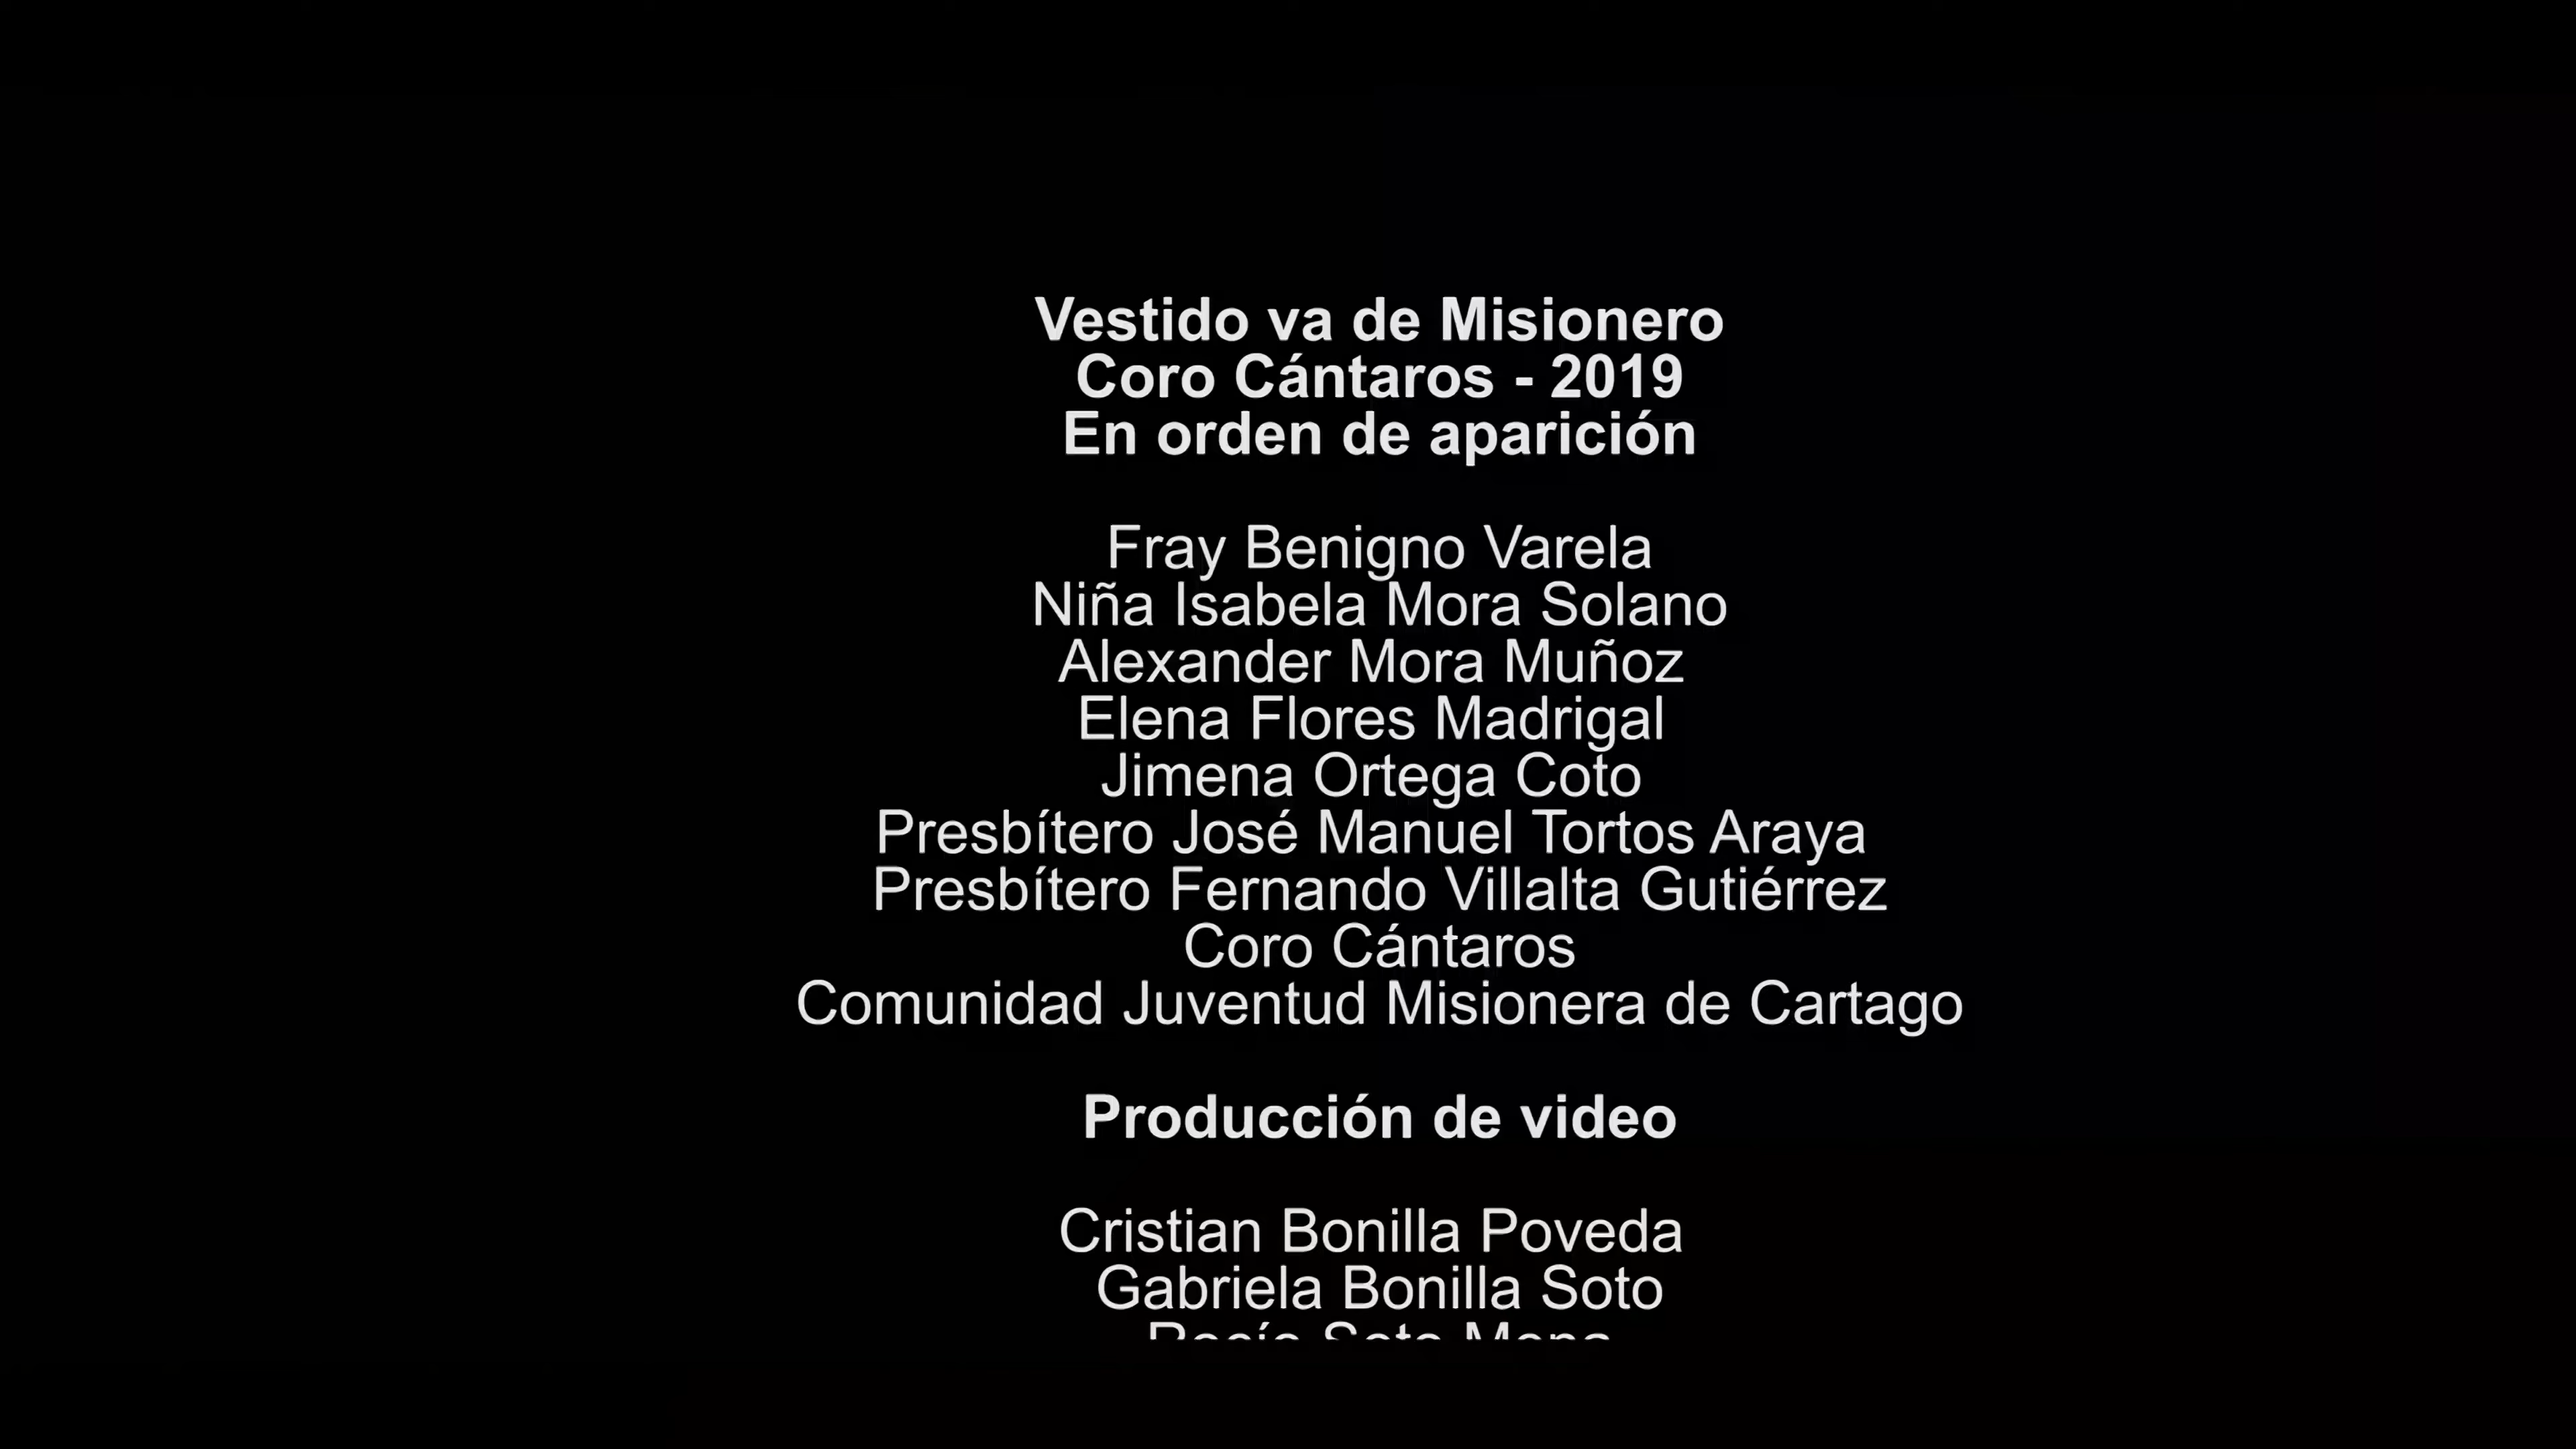 Vestido va de Misionero
Coro Cántaros - 2019
En orden de aparición
Fray Benigno Varela
Niña Isabela Mora Solano
Alexander Mora Muñoz
Elena Flores Madrigal
Jimena Ortega Coto
Presbítero José Manuel Tortos Araya
Presbítero Fernando Villalta Gutiérrez
Coro Cántaros
Comunidad Juventud Misionera de Cartago
Producción de video
Cristian Bonilla Poveda
Gabriela Bonilla Soto
Rocío Soto